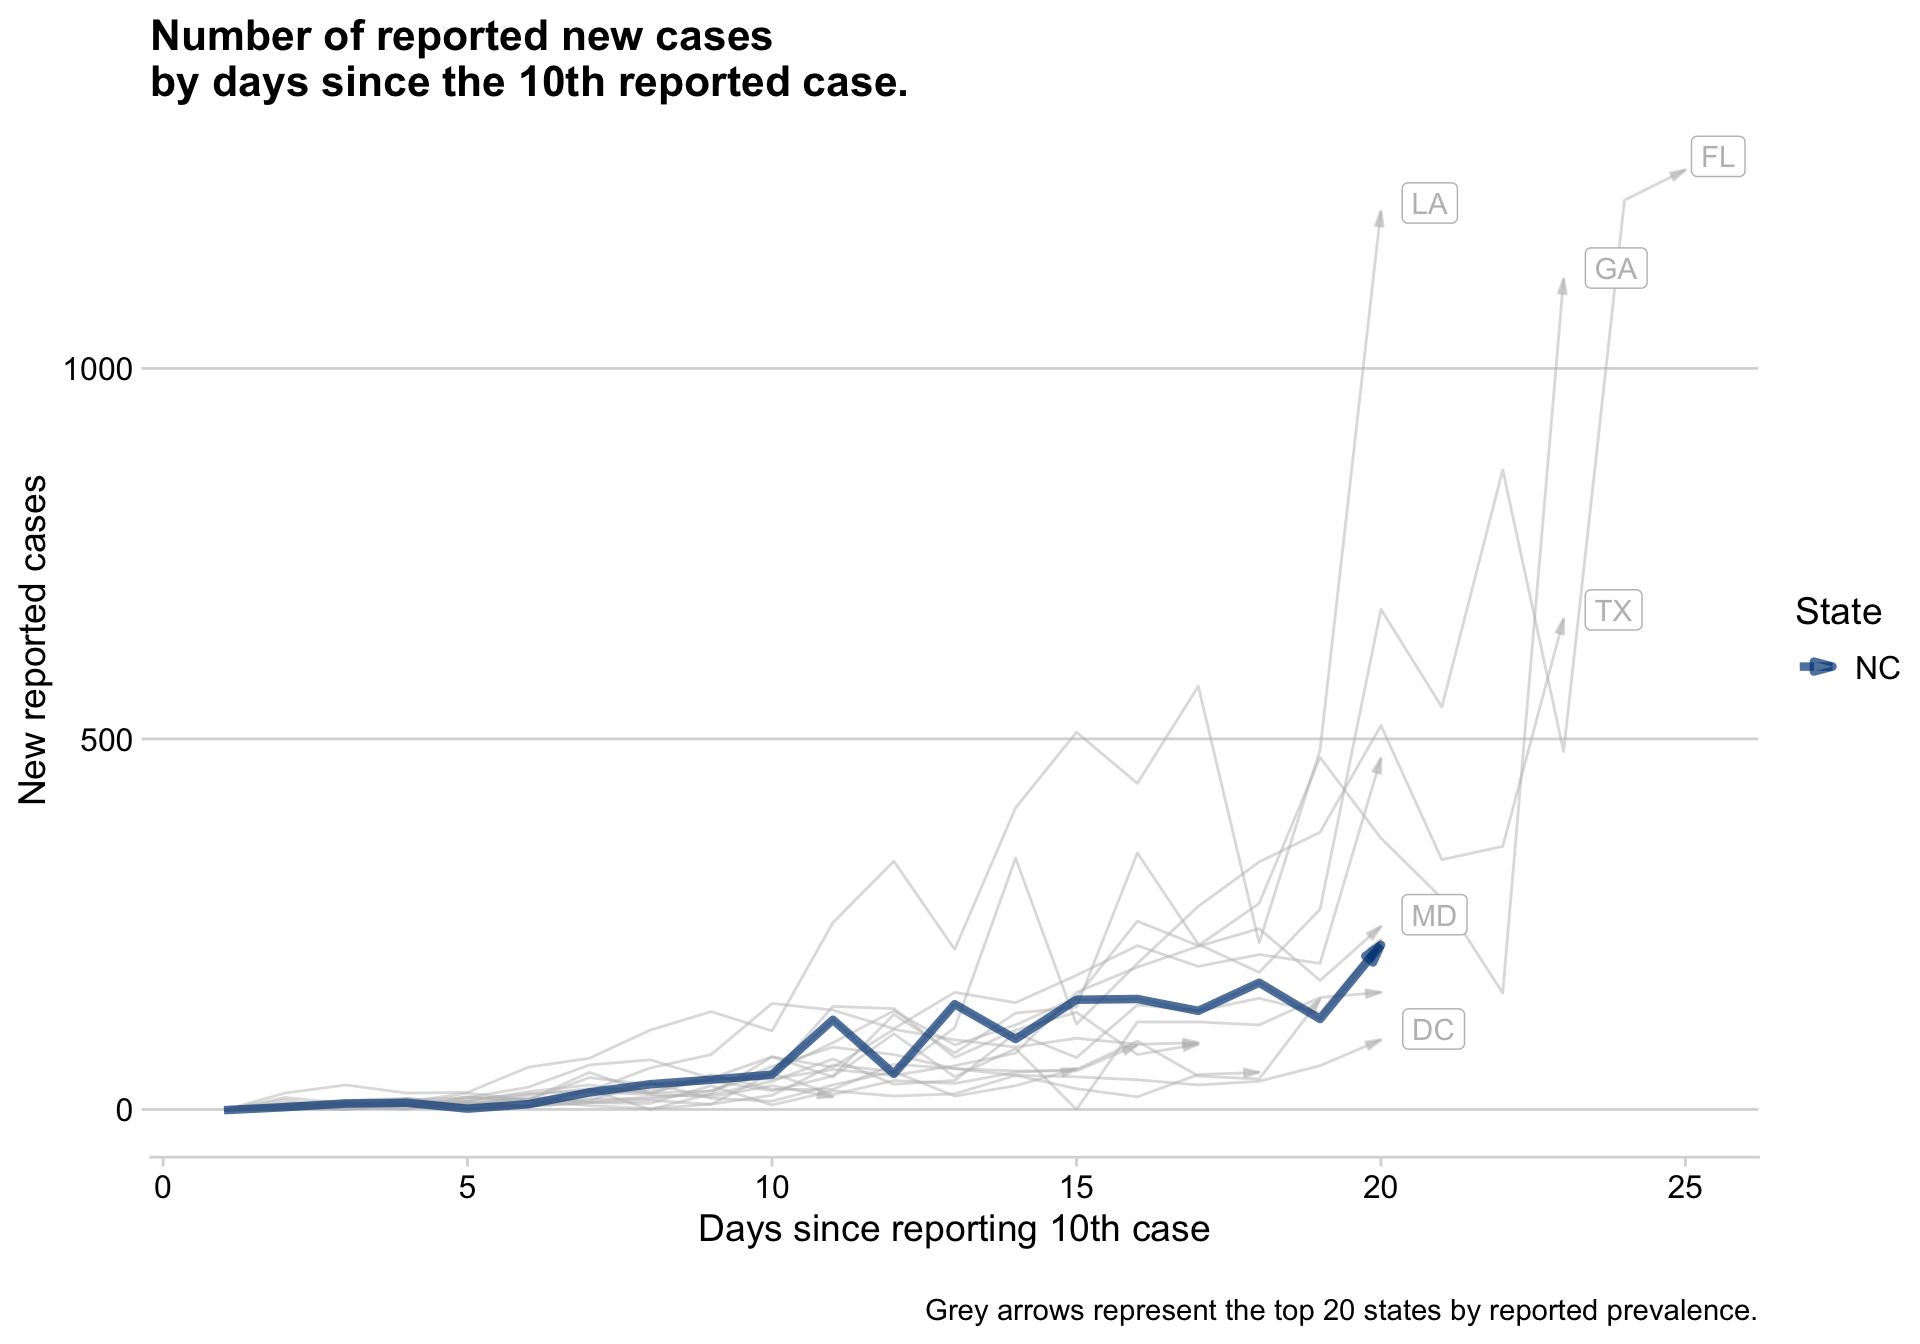 Number of reported new cases
by days since the 10th reported case.
FL
LA
GA
1000
TX
New reported cases
500
State
NC
MD
DC
0
0 5 10 15 20 25
Days since reporting 10th case
Grey arrows represent the top 20 states by reported prevalence.